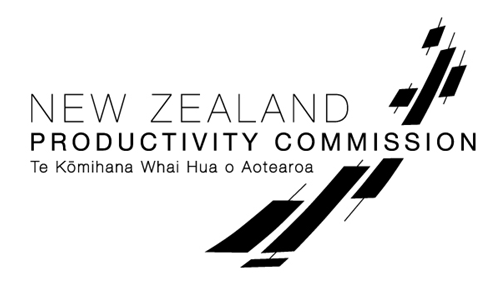 NEW ZEALAND
PRODUCTIVITY COMMISSION
Te Kōmihana Whai Hua o Aotearoa